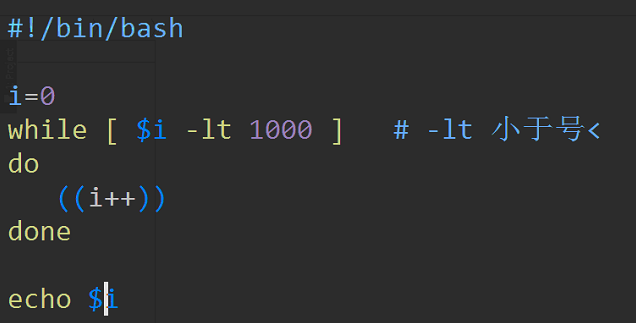 #!/bin/bash
i=0
while [ $i -lt 1000 ]   # -lt 小于号<
do
   ((i++))
done
echo $i